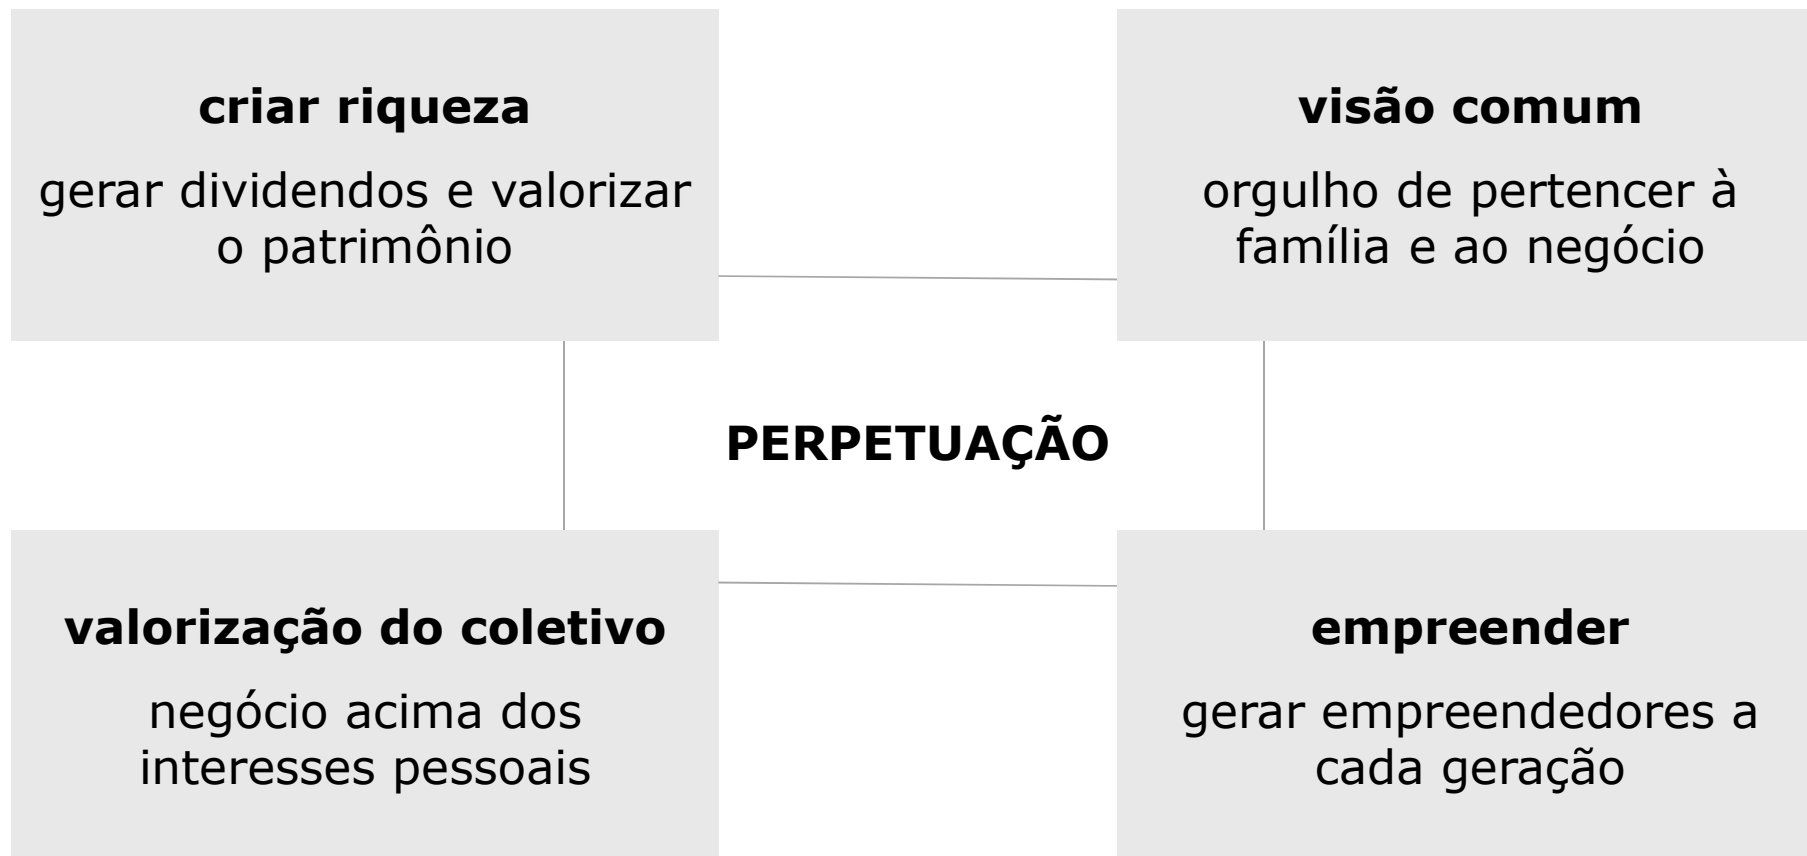 criar riqueza
gerar dividendos e valorizar
o patrimônio
visão comum
orgulho de pertencer à
família e ao negócio
PERPETUAÇÃO
valorização do coletivo
negócio acima dos
interesses pessoais
empreender
gerar empreendedores a
cada geração